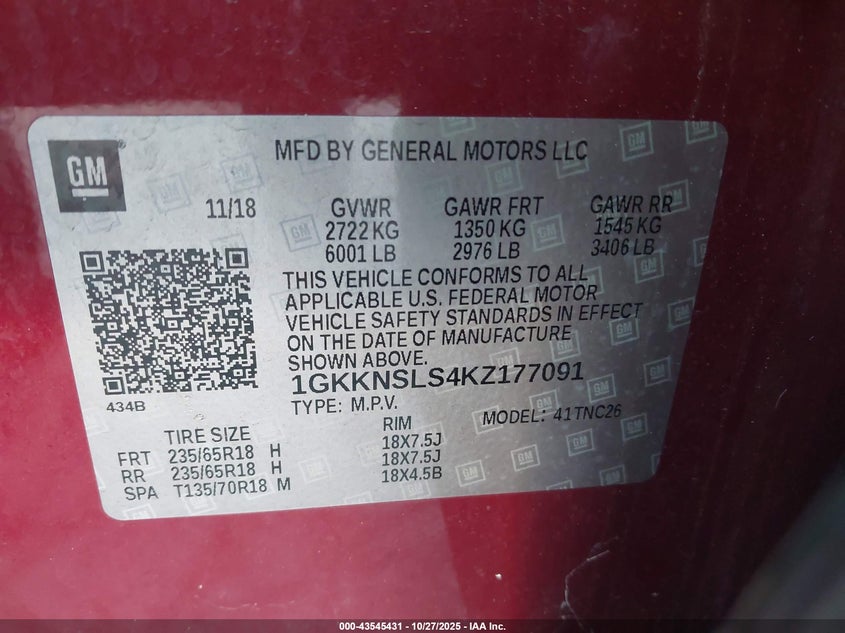 GM
MFD BY GENERAL MOTORS LLC
11/18
GVWR GAWR FRT GAWR RR
2722 KG 1350 KG 1545 KG
6001 LB 2976 LB 3406 LB
THIS VEHICLE CONFORMS TO ALL
APPLICABLE U.S. FEDERAL MOTOR
VEHICLE SAFETY STANDARDS IN EFFECT
ON THE DATE OF MANUFACTURE
SHOWN ABOVE.
434B
1GKKNSLS4KZ177091
TYPE: M.P.V. MODEL: 41TNC26
TIRE SIZE RIM
FRT 235/65R18 H 18X7.5J
RR 235/65R18 H 18X7.5J
SPA T135/70R18 M 18X4.5B
000-43545431 - 10/27/2025 - IAA Inc.